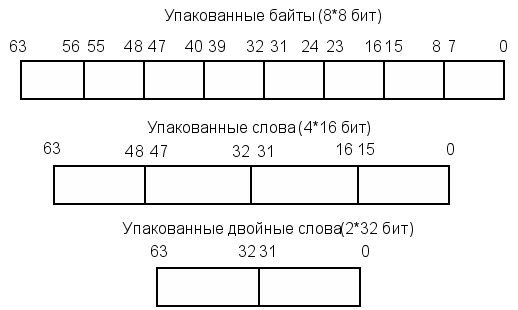 Упакованные байты (8*8 бит)
63 56 55 48 47 40 39 32 31 24 23 16 15 8 7 0
Упакованные слова (4*16 бит)
63 48 47 32 31 16 15 0
Упакованные двойные слова (2*32 бит)
63 32 31 0